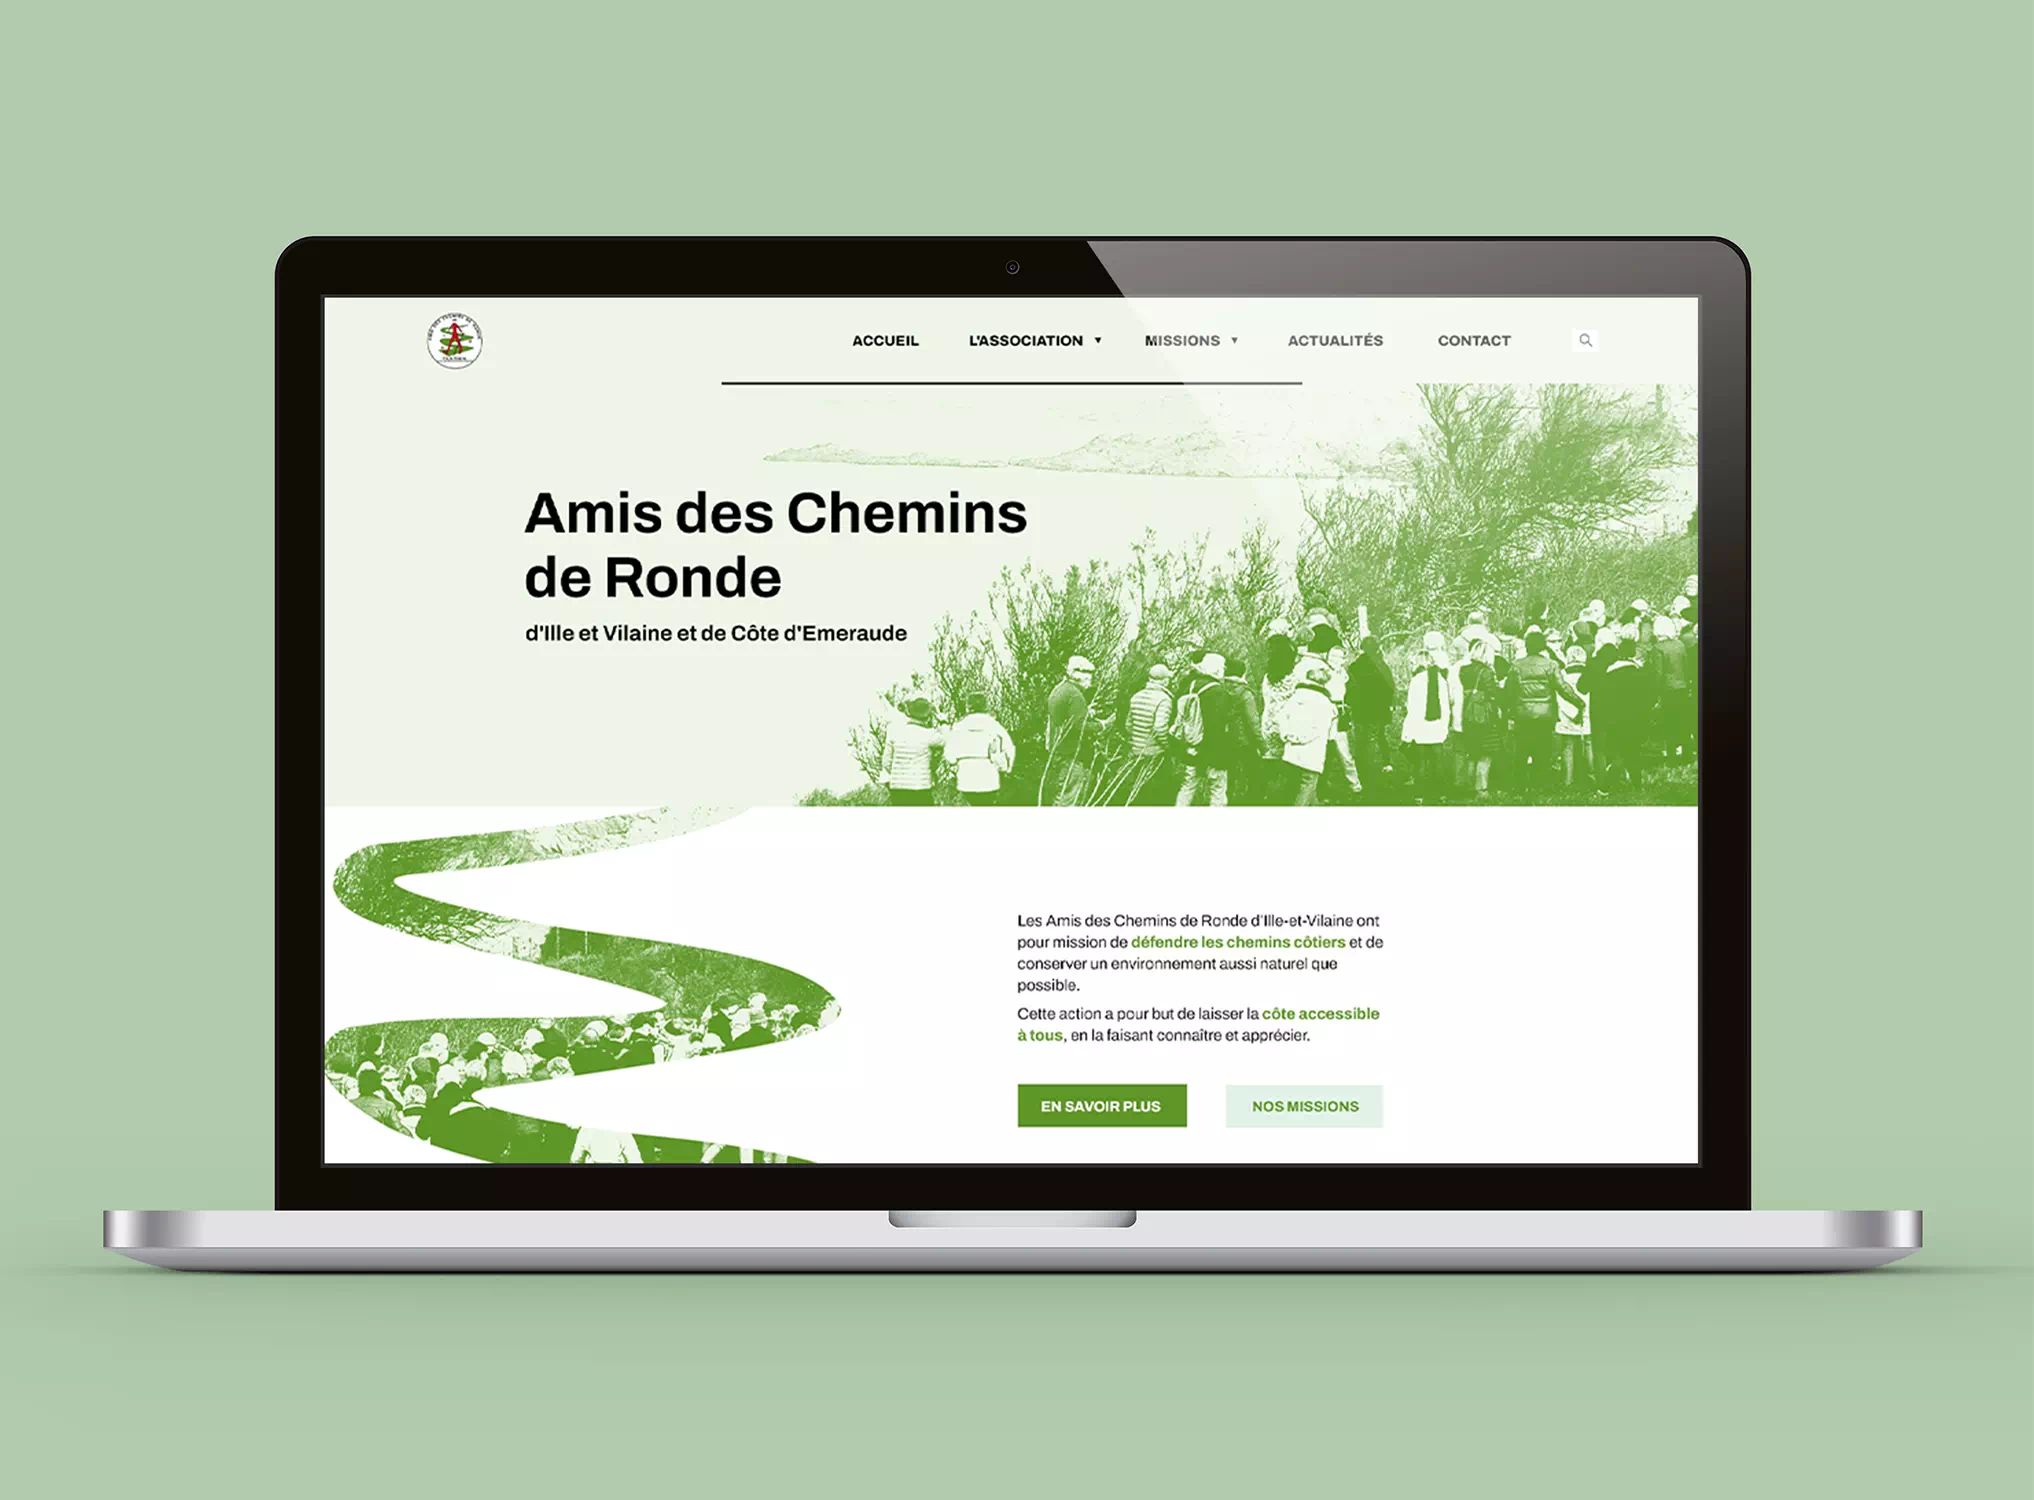 ACCUEIL L'ASSOCIATION ▼ MISSIONS ▼ ACTUALITÉS CONTACT
Amis des Chemins
de Ronde
d'Ille et Vilaine et de Côte d'Emeraude
Les Amis des Chemins de Ronde d'Ille-et-Vilaine ont
pour mission de défendre les chemins côtiers et de
conserver un environnement aussi naturel que
possible.
Cette action a pour but de laisser la côte accessible
à tous, en la faisant connaître et apprécier.
EN SAVOIR PLUS NOS MISSIONS